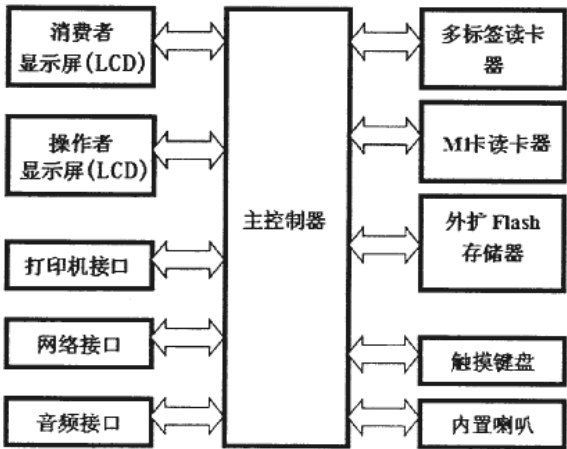 消费者
显示屏(LCD)
操作者
显示屏(LCD)
打印机接口
网络接口
音频接口
主控制器
多标签读卡
器
M1卡读卡器
外扩 Flash
存储器
触摸键盘
内置喇叭